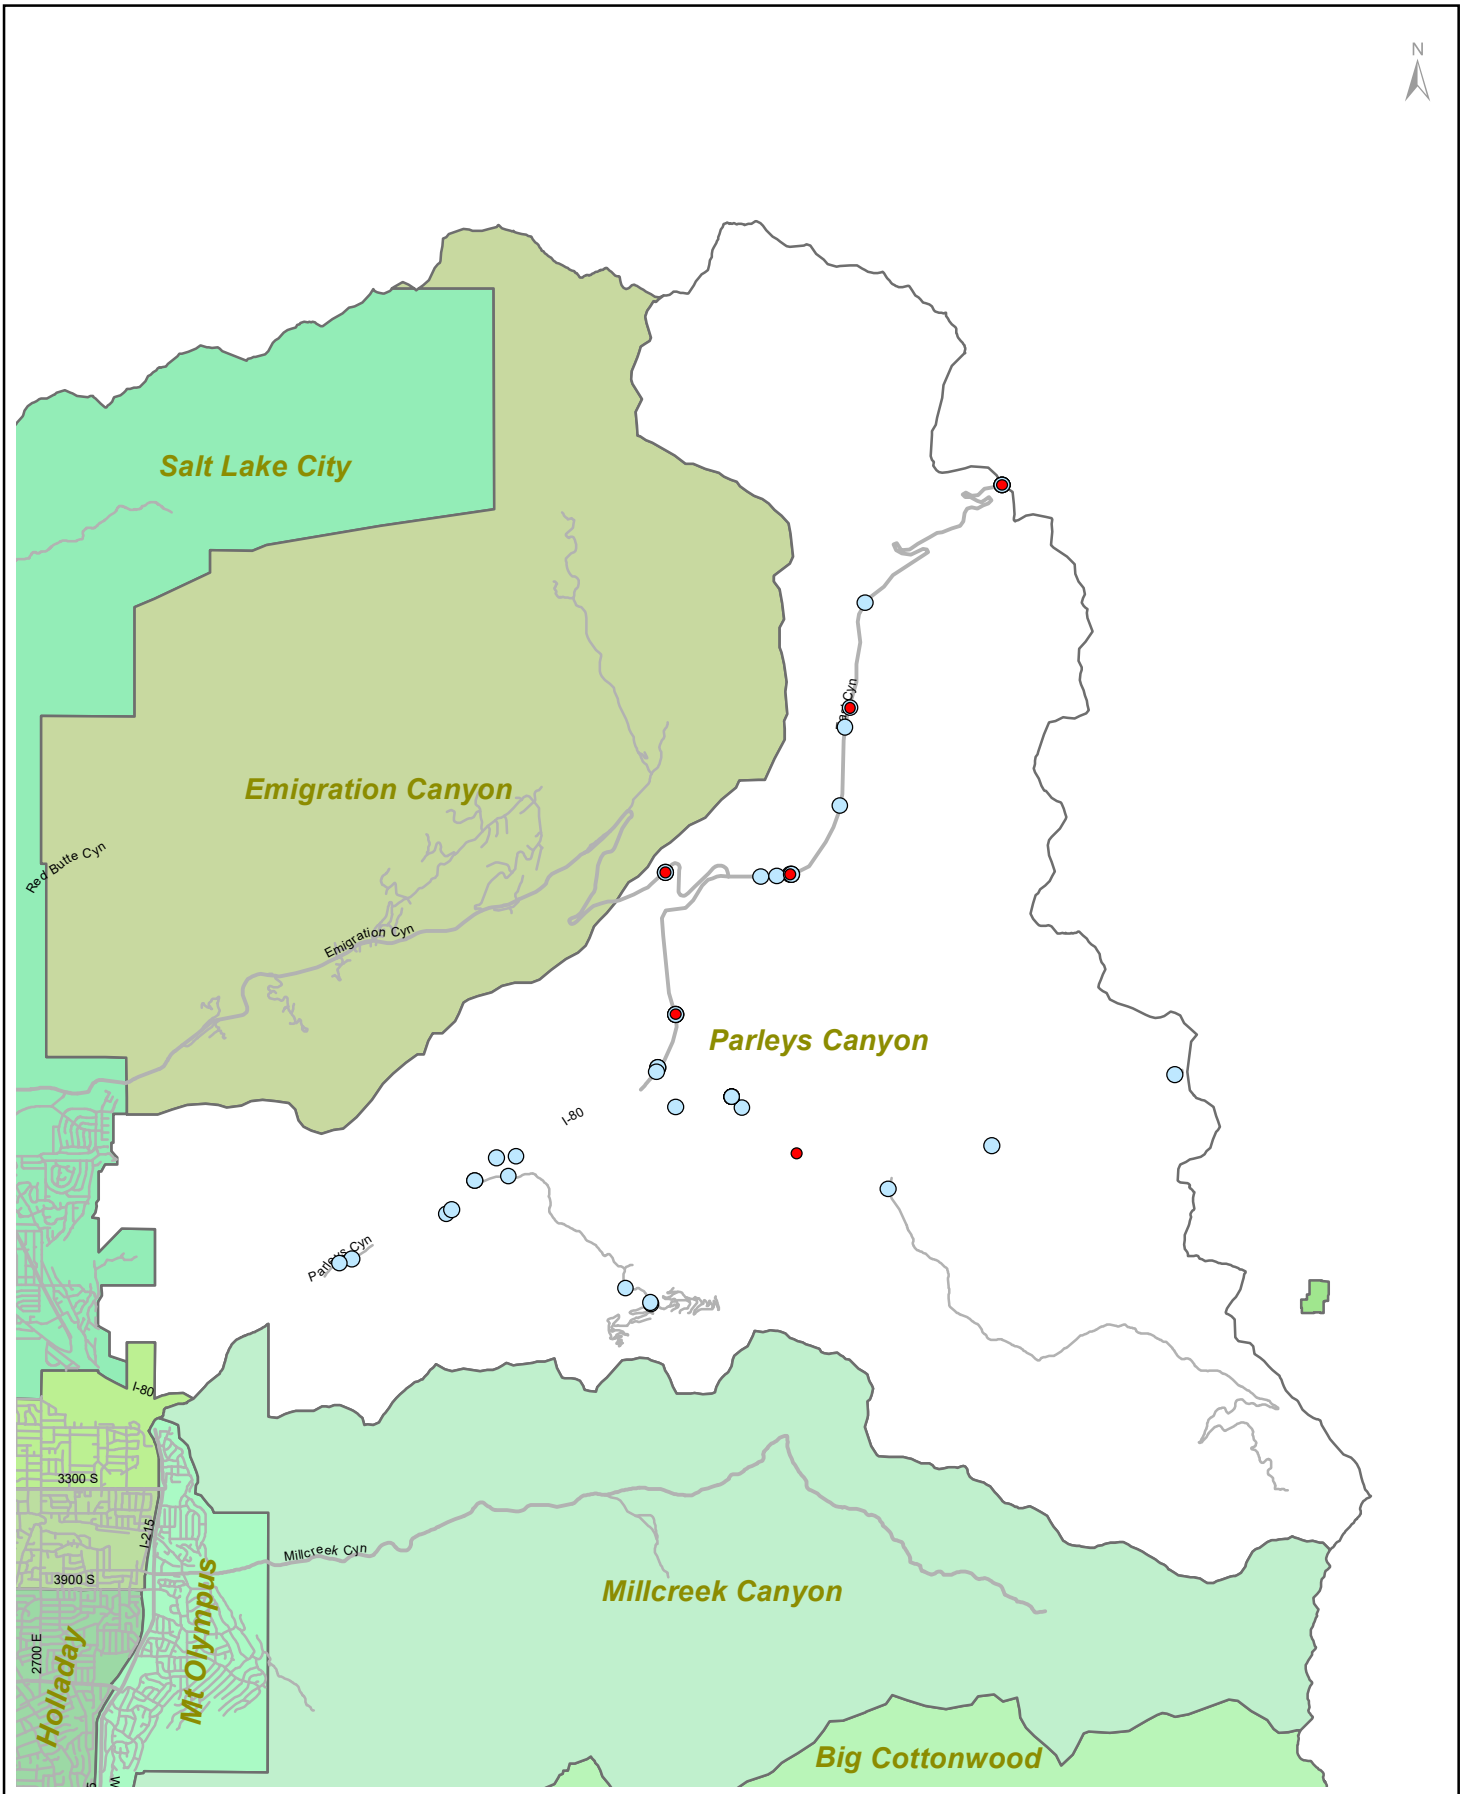 N
Salt Lake City
Cyn
Emigration Canyon
Red Butte Cyn
Emigration Cyn
Parleys Canyon
I-80
Parleys Cyn
I-80
3300 S
I-215
Millcreek Cyn
3900 S
Millcreek Canyon
Mt Olympus
2700 E
Holladay
Big Cottonwood